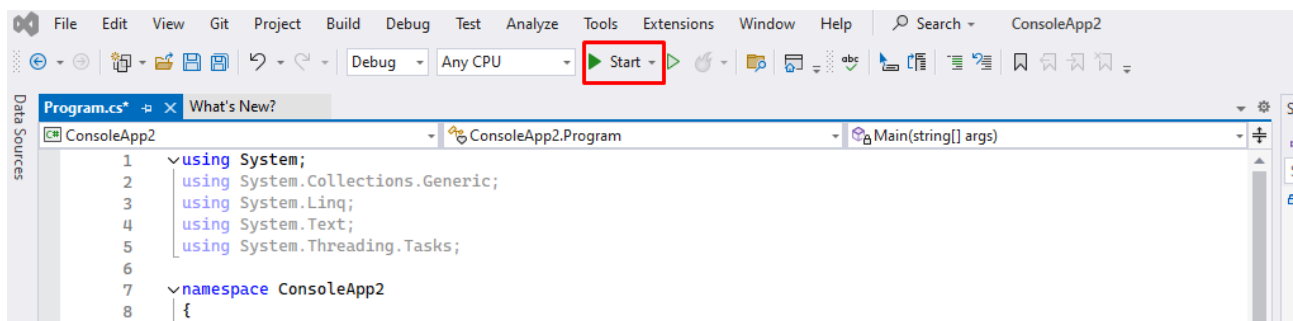 File Edit View Git Project Build Debug Test Analyze Tools Extensions Window Help Search ConsoleApp2
Debug Any CPU Start abc
Data Sources
Program.cs* What's New?
C# ConsoleApp2 ConsoleApp2.Program Main(string[] args)
1 using System;
2 using System.Collections.Generic;
3 using System.Linq;
4 using System.Text;
5 using System.Threading.Tasks;
6
7 namespace ConsoleApp2
8 {